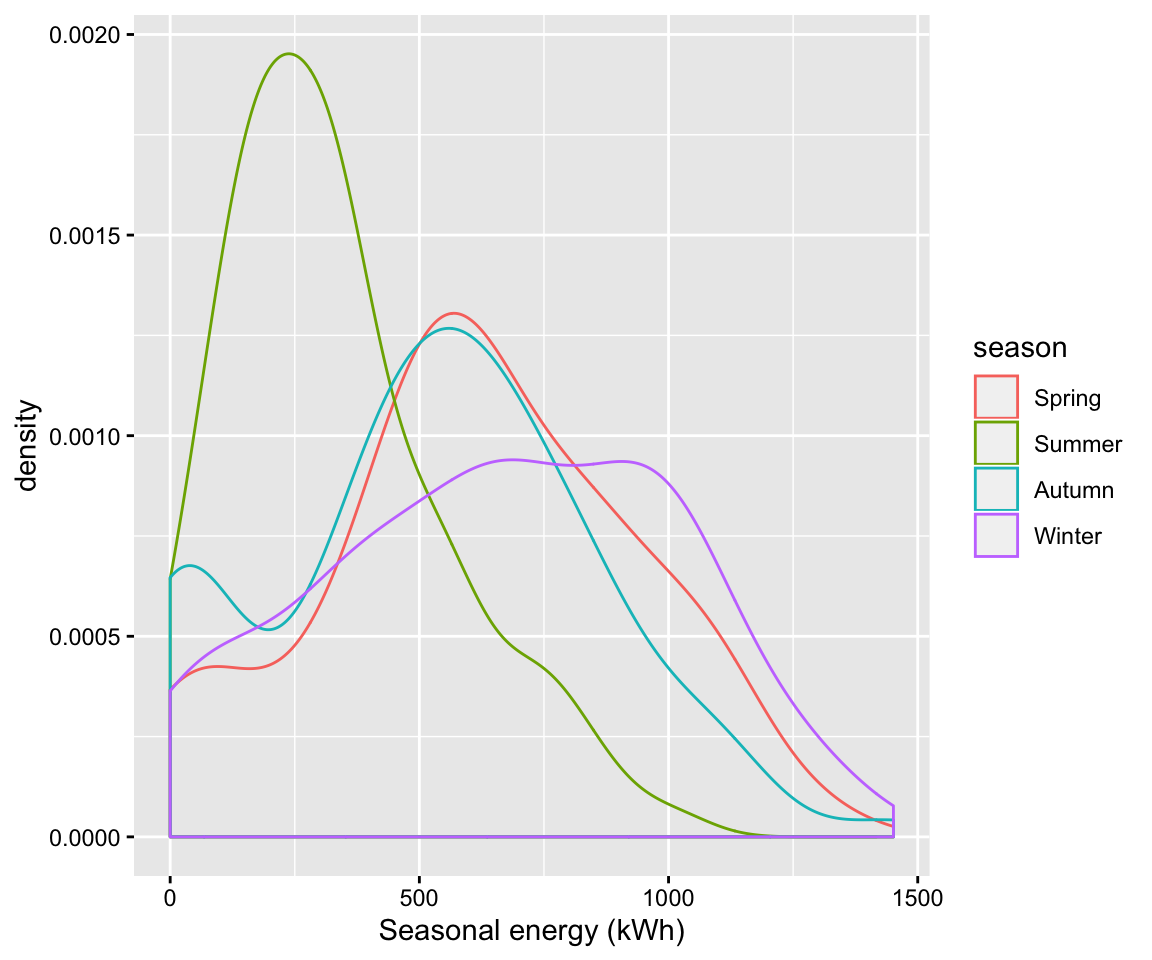 0.0020
0.0015
0.0010
0.0005
0.0000
density
0 500 1000 1500
Seasonal energy (kWh)
season
Spring
Summer
Autumn
Winter